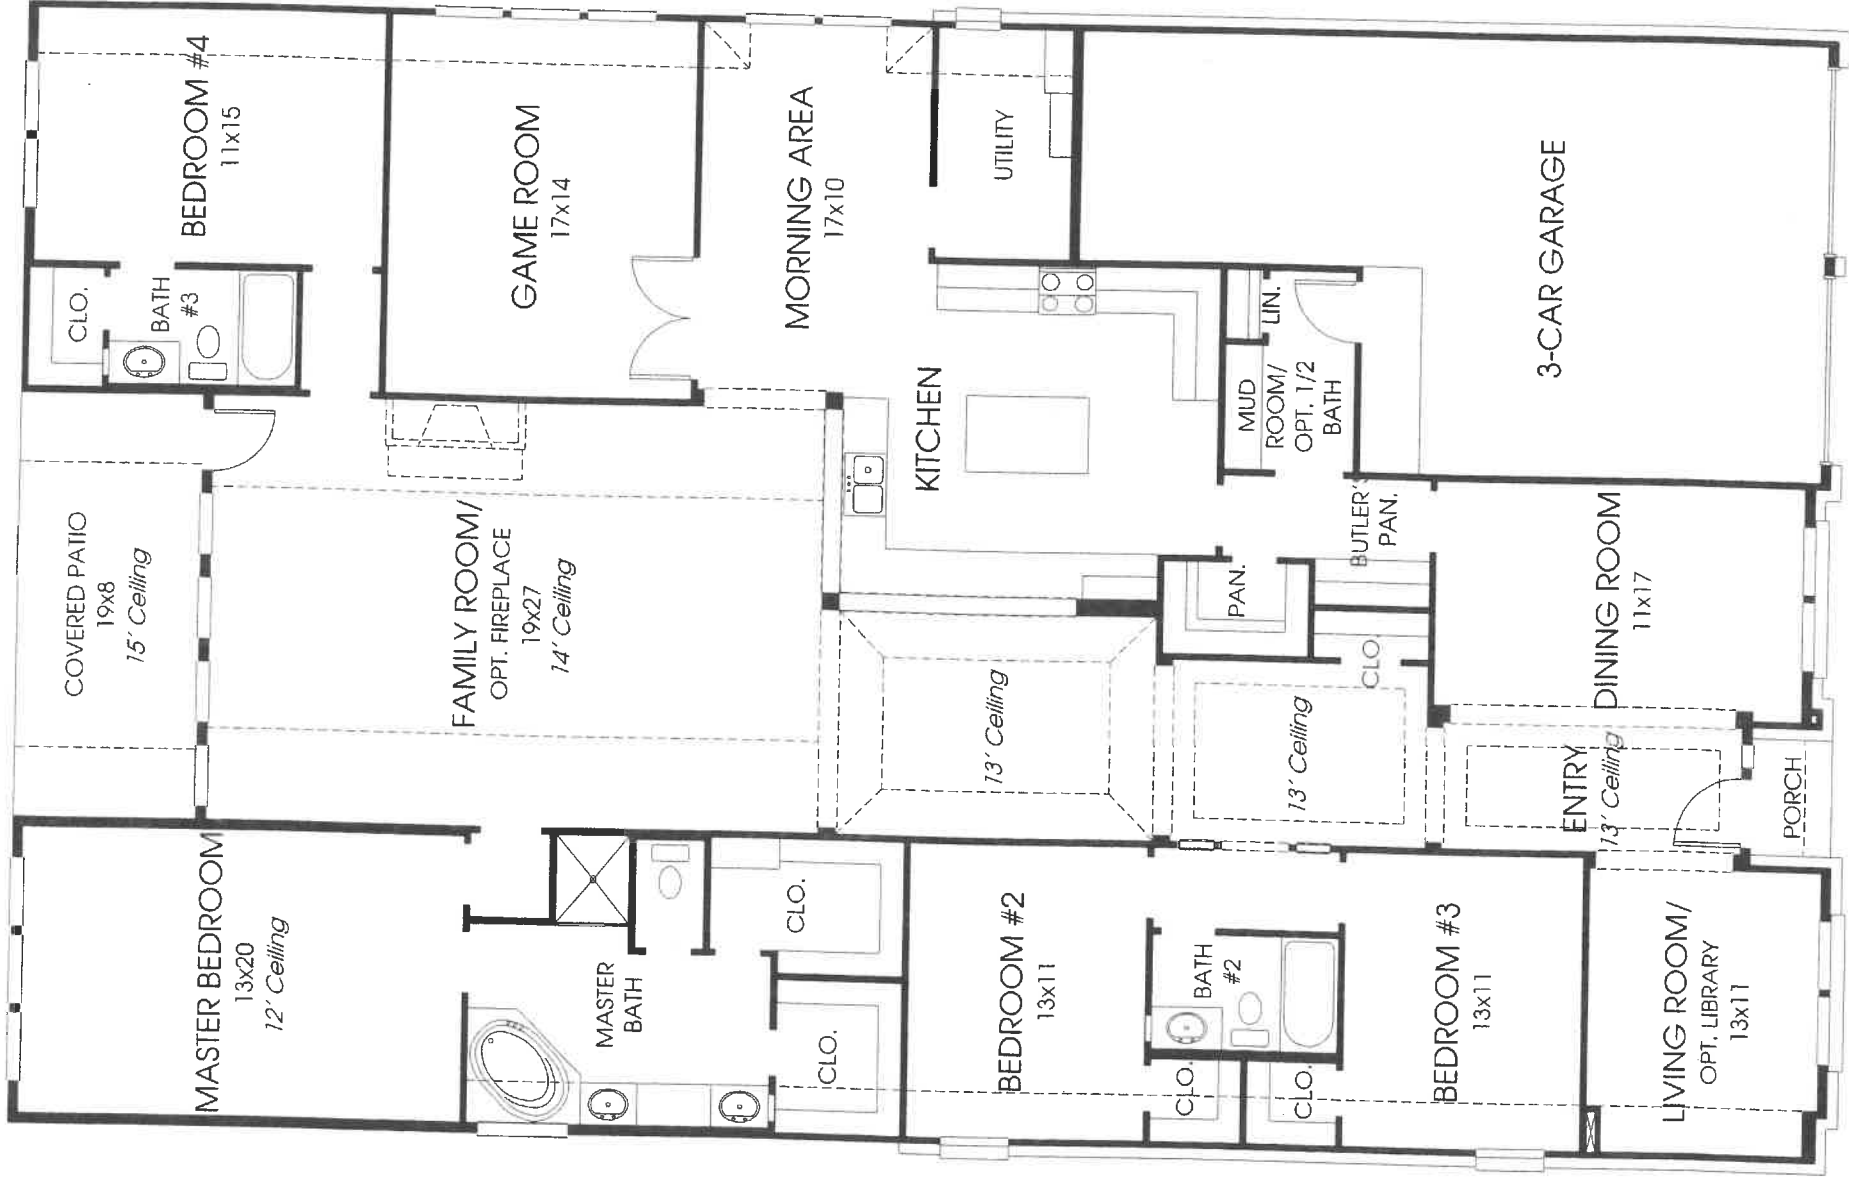 BEDROOM #4
11x15
CLO.
BATH
#3
GAME ROOM
17x14
MORNING AREA
17x10
UTILITY
3-CAR GARAGE
LIN.
MUD
ROOM/
OPT. 1/2
BATH
KITCHEN
COVERED PATIO
19x8
15' Ceiling
FAMILY ROOM/
OPT. FIREPLACE
19x27
14' Ceiling
PAN.
BUTLER'S
PAN.
CLO
DINING ROOM
11x17
13' Ceiling
13' Ceiling
ENTRY
13' Ceiling
PORCH
MASTER BEDROOM
13x20
12' Ceiling
MASTER
BATH
CLO.
CLO.
BEDROOM #2
13x11
BATH
#2
CLO.
CLO.
BEDROOM #3
13x11
LIVING ROOM/
OPT. LIBRARY
13x11